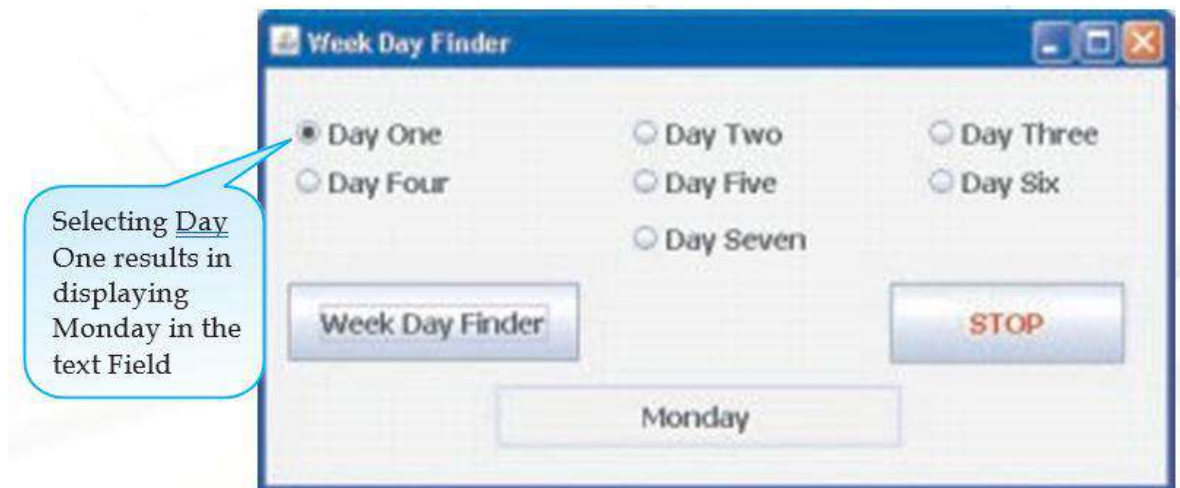 Week Day Finder
Day One Day Two Day Three
Day Four Day Five Day Six
Day Seven
Selecting Day
One results in
displaying
Monday in the
text Field
Week Day Finder STOP
Monday